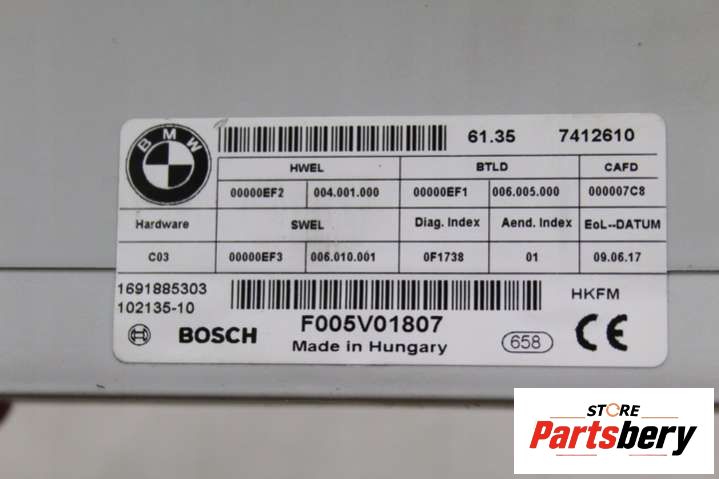 BMW
61.35 7412610
HWEL BTLD CAFD
00000EF2 004.001.000 00000EF1 006.005.000 000007C8
Hardware SWEL Diag. Index Aend. Index EoL--DATUM
C03 00000EF3 006.010.001 0F1738 01 09.06.17
1691885303
102135-10
HKFM
BOSCH F005V01807
Made in Hungary
658
CE
STORE
Partsbery